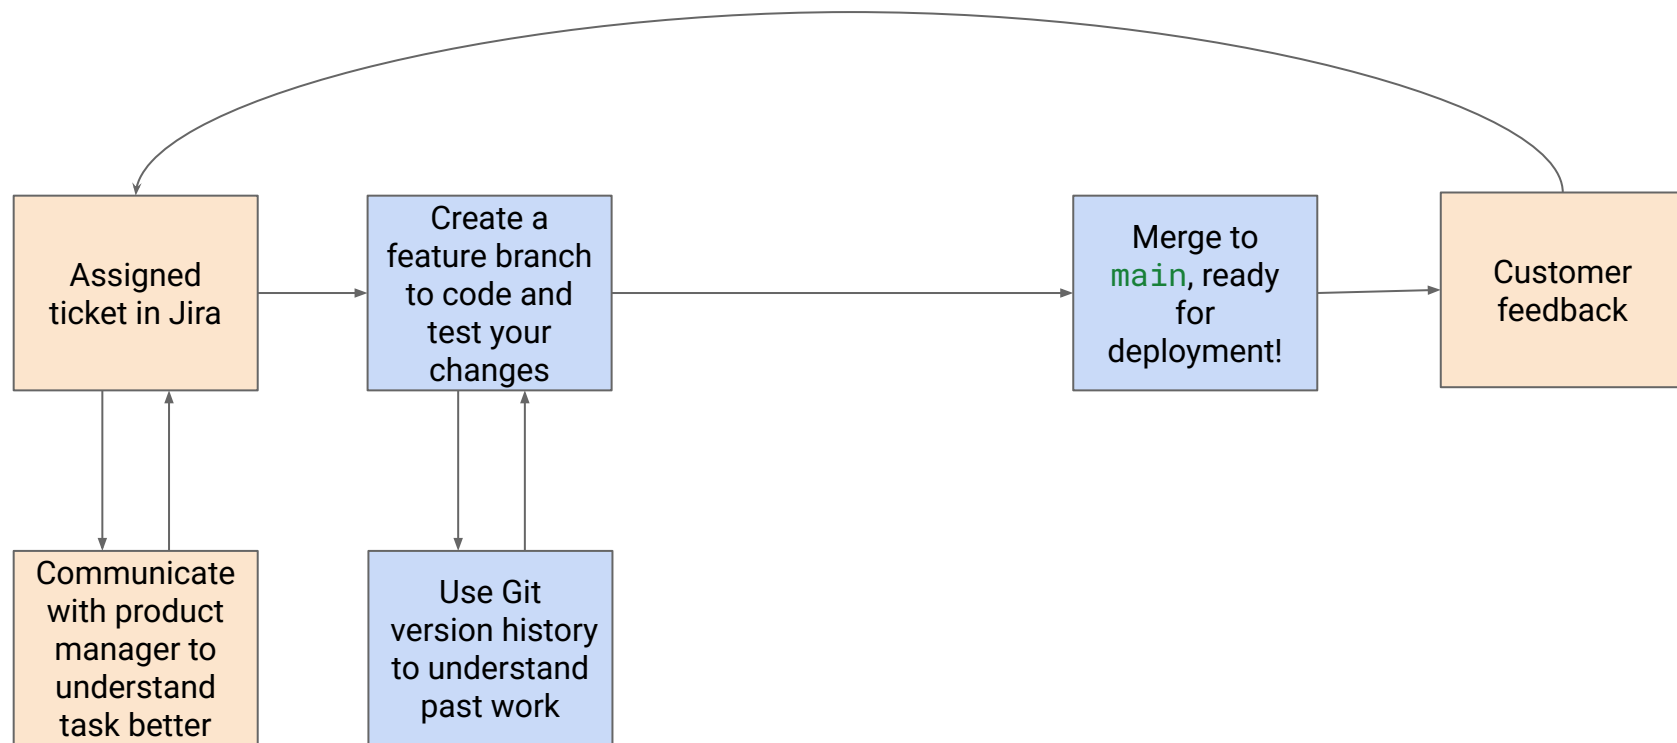 Assigned
ticket in Jira
Create a
feature branch
to code and
test your
changes
Merge to
main, ready
for
deployment!
Customer
feedback
Communicate
with product
manager to
understand
task better
Use Git
version history
to understand
past work